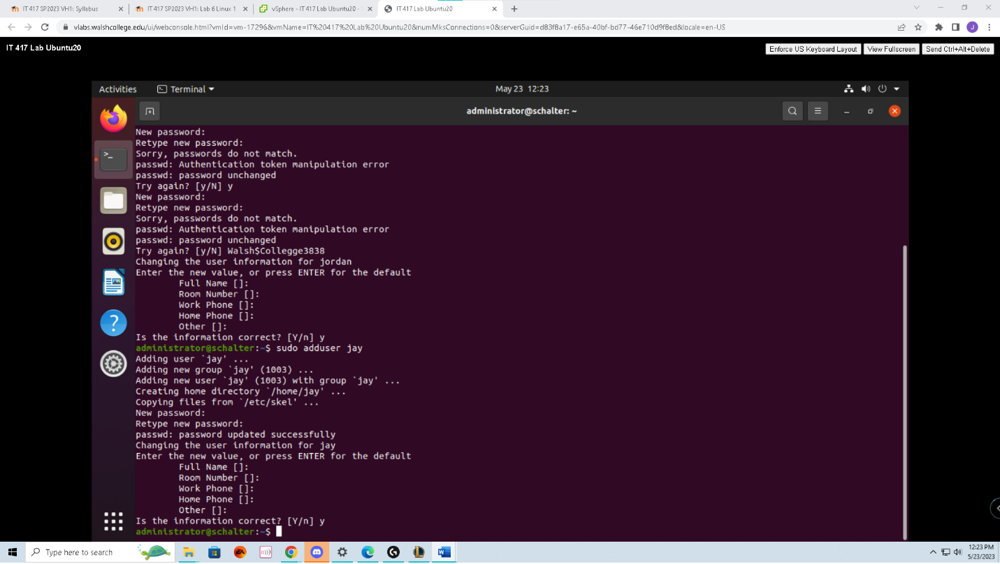 IT 417 SP2023 VH1: Syllabus
IT 417 SP2023 VH1: Lab 6 Linux 1
vSphere - IT 417 Lab Ubuntu20 -
IT 417 Lab Ubuntu20
vlabs.walshcollege.edu/ui/webconsole.html?vmId=vm-17296&vmName=IT%20417%20Lab%20Ubuntu20&numMksConnections=0&serverGuid=d83f8a17-e65a-40bf-bd77-46e710d9f8ed&locale=en-US
J
IT 417 Lab Ubuntu20
Enforce US Keyboard Layout
View Fullscreen
Send Ctrl+Alt+Delete
Activities
Terminal
May 23 12:23
administrator@schalter: ~
New password:
Retype new password:
Sorry, passwords do not match.
passwd: Authentication token manipulation error
passwd: password unchanged
Try again? [y/N] y
New password:
Retype new password:
Sorry, passwords do not match.
passwd: Authentication token manipulation error
passwd: password unchanged
Try again? [y/N] Walsh$Collegge3838
Changing the user information for jordan
Enter the new value, or press ENTER for the default
Full Name []:
Room Number []:
Work Phone []:
Home Phone []:
Other []:
Is the information correct? [Y/n] y
administrator@schalter:~$ sudo adduser jay
Adding user `jay' ...
Adding new group `jay' (1003) ...
Adding new user `jay' (1003) with group `jay' ...
Creating home directory `/home/jay' ...
Copying files from `/etc/skel' ...
New password:
Retype new password:
passwd: password updated successfully
Changing the user information for jay
Enter the new value, or press ENTER for the default
Full Name []:
Room Number []:
Work Phone []:
Home Phone []:
Other []:
Is the information correct? [Y/n] y
administrator@schalter:~$
Type here to search
EA
12:23 PM
5/23/2023